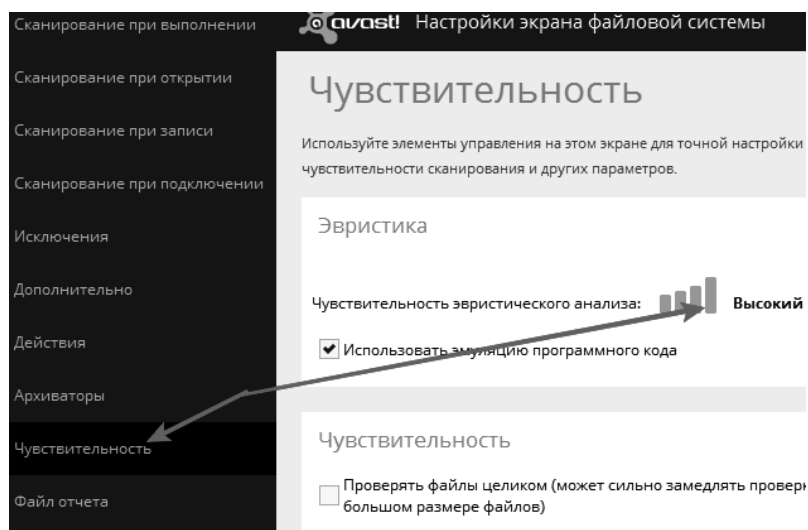 Сканирование при выполнении
Сканирование при открытии
Сканирование при записи
Сканирование при подключении
Исключения
Дополнительно
Действия
Архиваторы
Чувствительность
Файл отчета
avast! Настройки экрана файловой системы
Чувствительность
Используйте элементы управления на этом экране для точной настройки
чувствительности сканирования и других параметров.
Эвристика
Чувствительность эвристического анализа: Высокий
Использовать эмуляцию программного кода
Чувствительность
Проверять файлы целиком (может сильно замедлять
большом размере файлов)